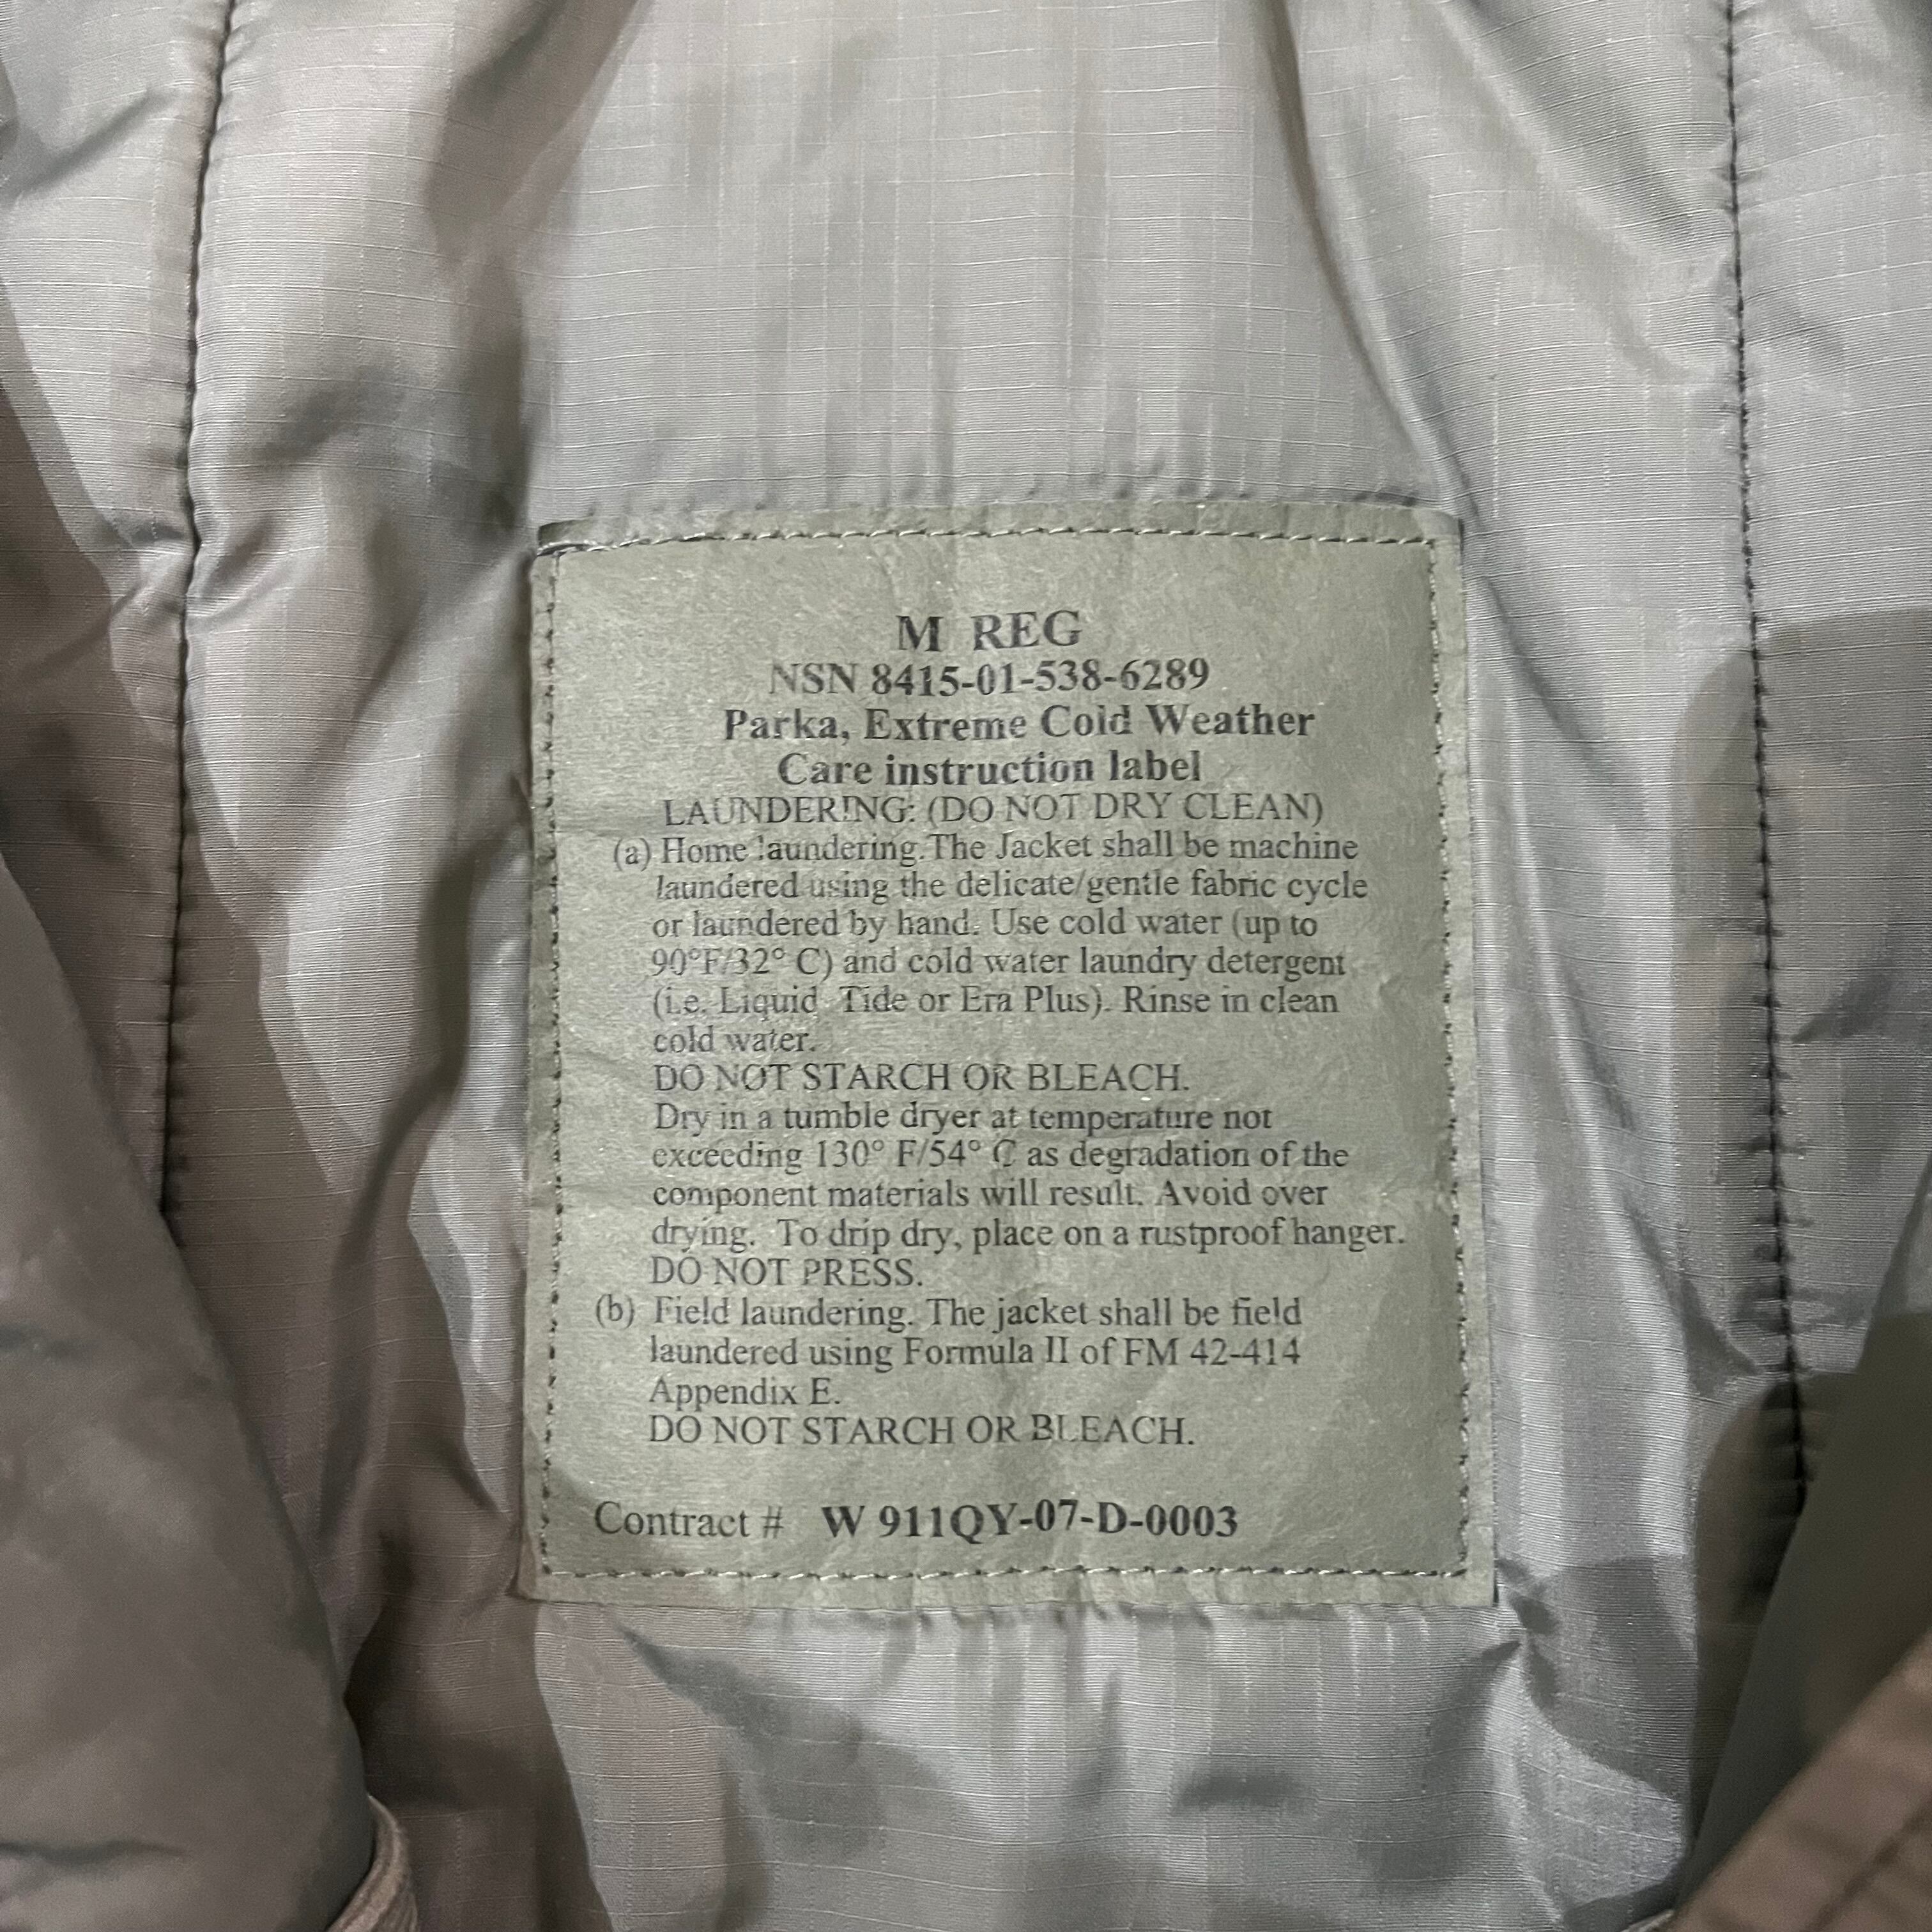 M REG
NSN 8415-01-538-6289
Parka, Extreme Cold Weather
Care instruction label
LAUNDERING: (DO NOT DRY CLEAN)
(a) Home laundering. The Jacket shall be machine
laundered using the delicate/gentle fabric cycle
or laundered by hand. Use cold water (up to
90°F/32° C) and cold water laundry detergent
(i.e. Liquid Tide or Era Plus). Rinse in clean
cold water.
DO NOT STARCH OR BLEACH.
Dry in a tumble dryer at temperature not
exceeding 130° F/54° C as degradation of the
component materials will result. Avoid over
drying. To drip dry, place on a rustproof hanger.
DO NOT PRESS.
(b) Field laundering. The jacket shall be field
laundered using Formula II of FM 42-414
Appendix E.
DO NOT STARCH OR BLEACH.
Contract # W 911QY-07-D-0003